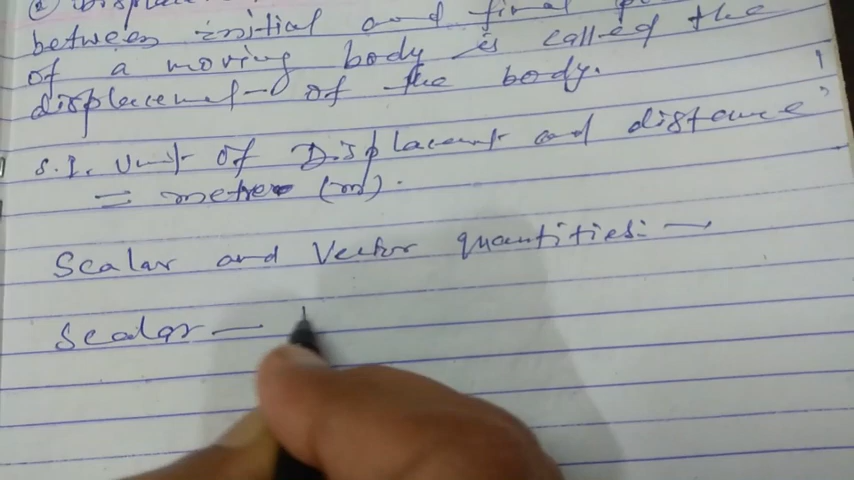 between initial and final
of a moving body is called the
displacement of the body.
S.I. Unit of Displacement and distance
= metre (m).
Scalar and Vector quantities: →
Scalar —